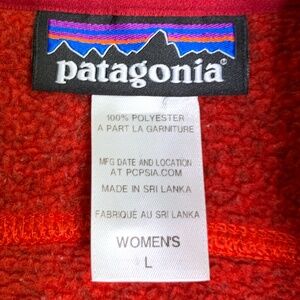 patagonia®
100% POLYESTER
A PART LA GARNITURE
MFG DATE AND LOCATION
AT PCPSIA.COM
MADE IN SRI LANKA
FABRIQUÉ AU SRI LANKA
WOMEN'S
L